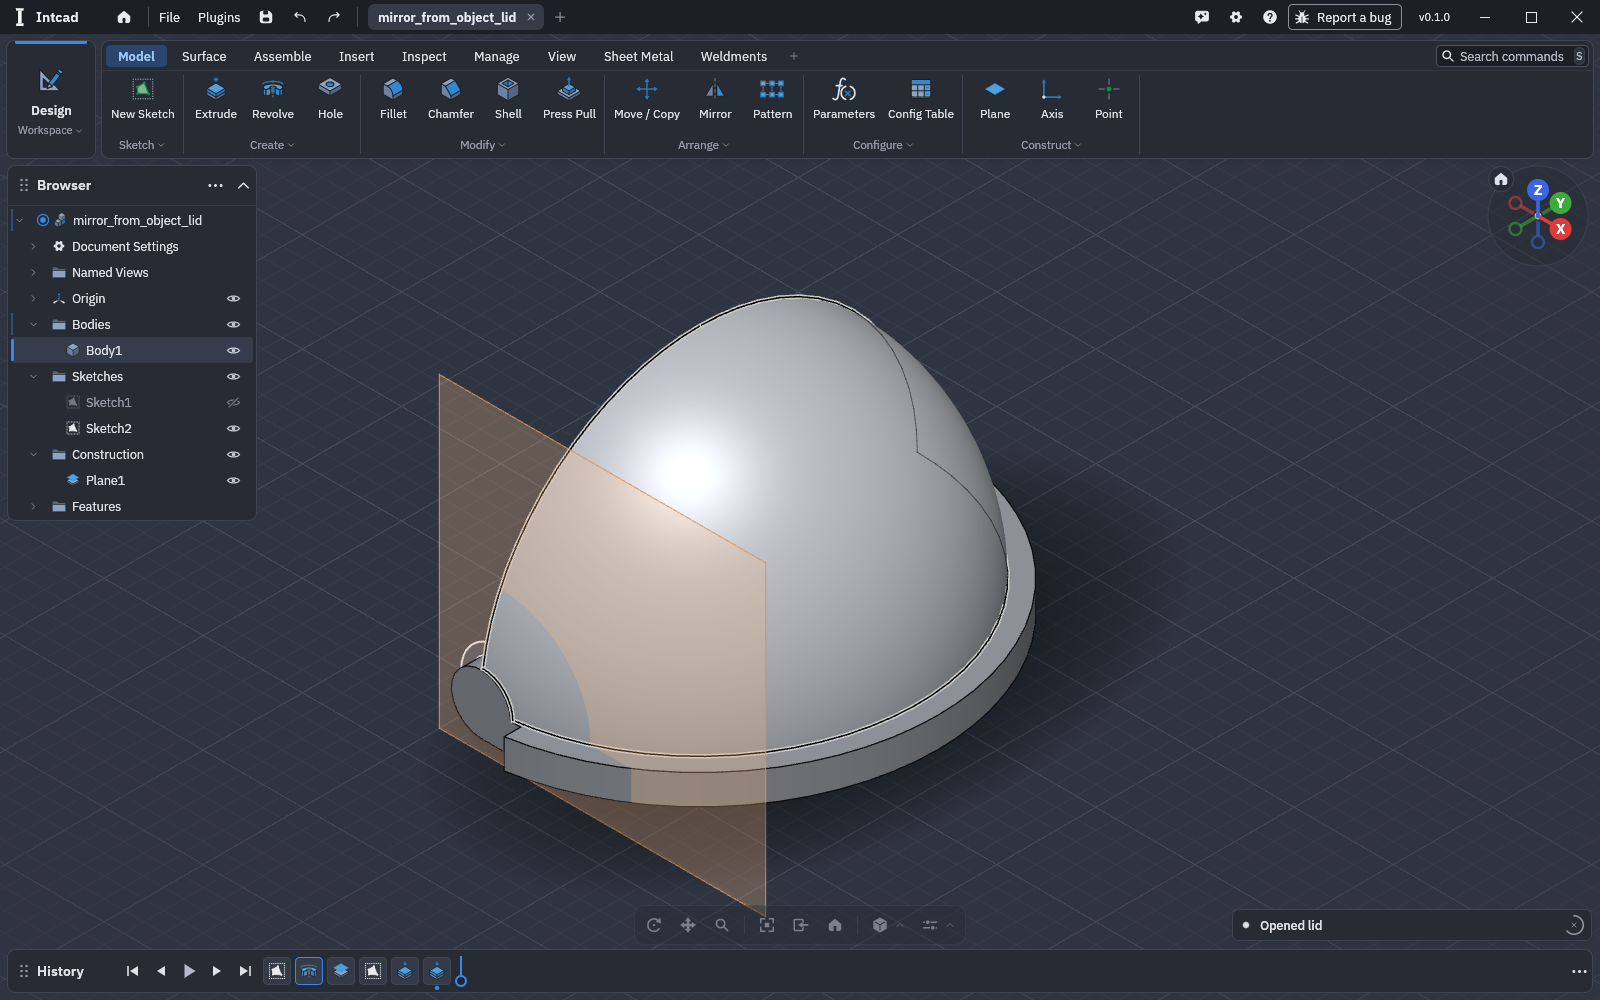 Intcad
File
Plugins
mirror_from_object_lid
Report a bug
v0.1.0
Design
Workspace
Model
Surface
Assemble
Insert
Inspect
Manage
View
Sheet Metal
Weldments
Search commands
S
New Sketch
Extrude
Revolve
Hole
Fillet
Chamfer
Shell
Press Pull
Move / Copy
Mirror
Pattern
Parameters
Config Table
Plane
Axis
Point
Sketch
Create
Modify
Arrange
Configure
Construct
Browser
mirror_from_object_lid
Document Settings
Named Views
Origin
Bodies
Body1
Sketches
Sketch1
Sketch2
Construction
Plane1
Features
Z
Y
X
Opened lid
History